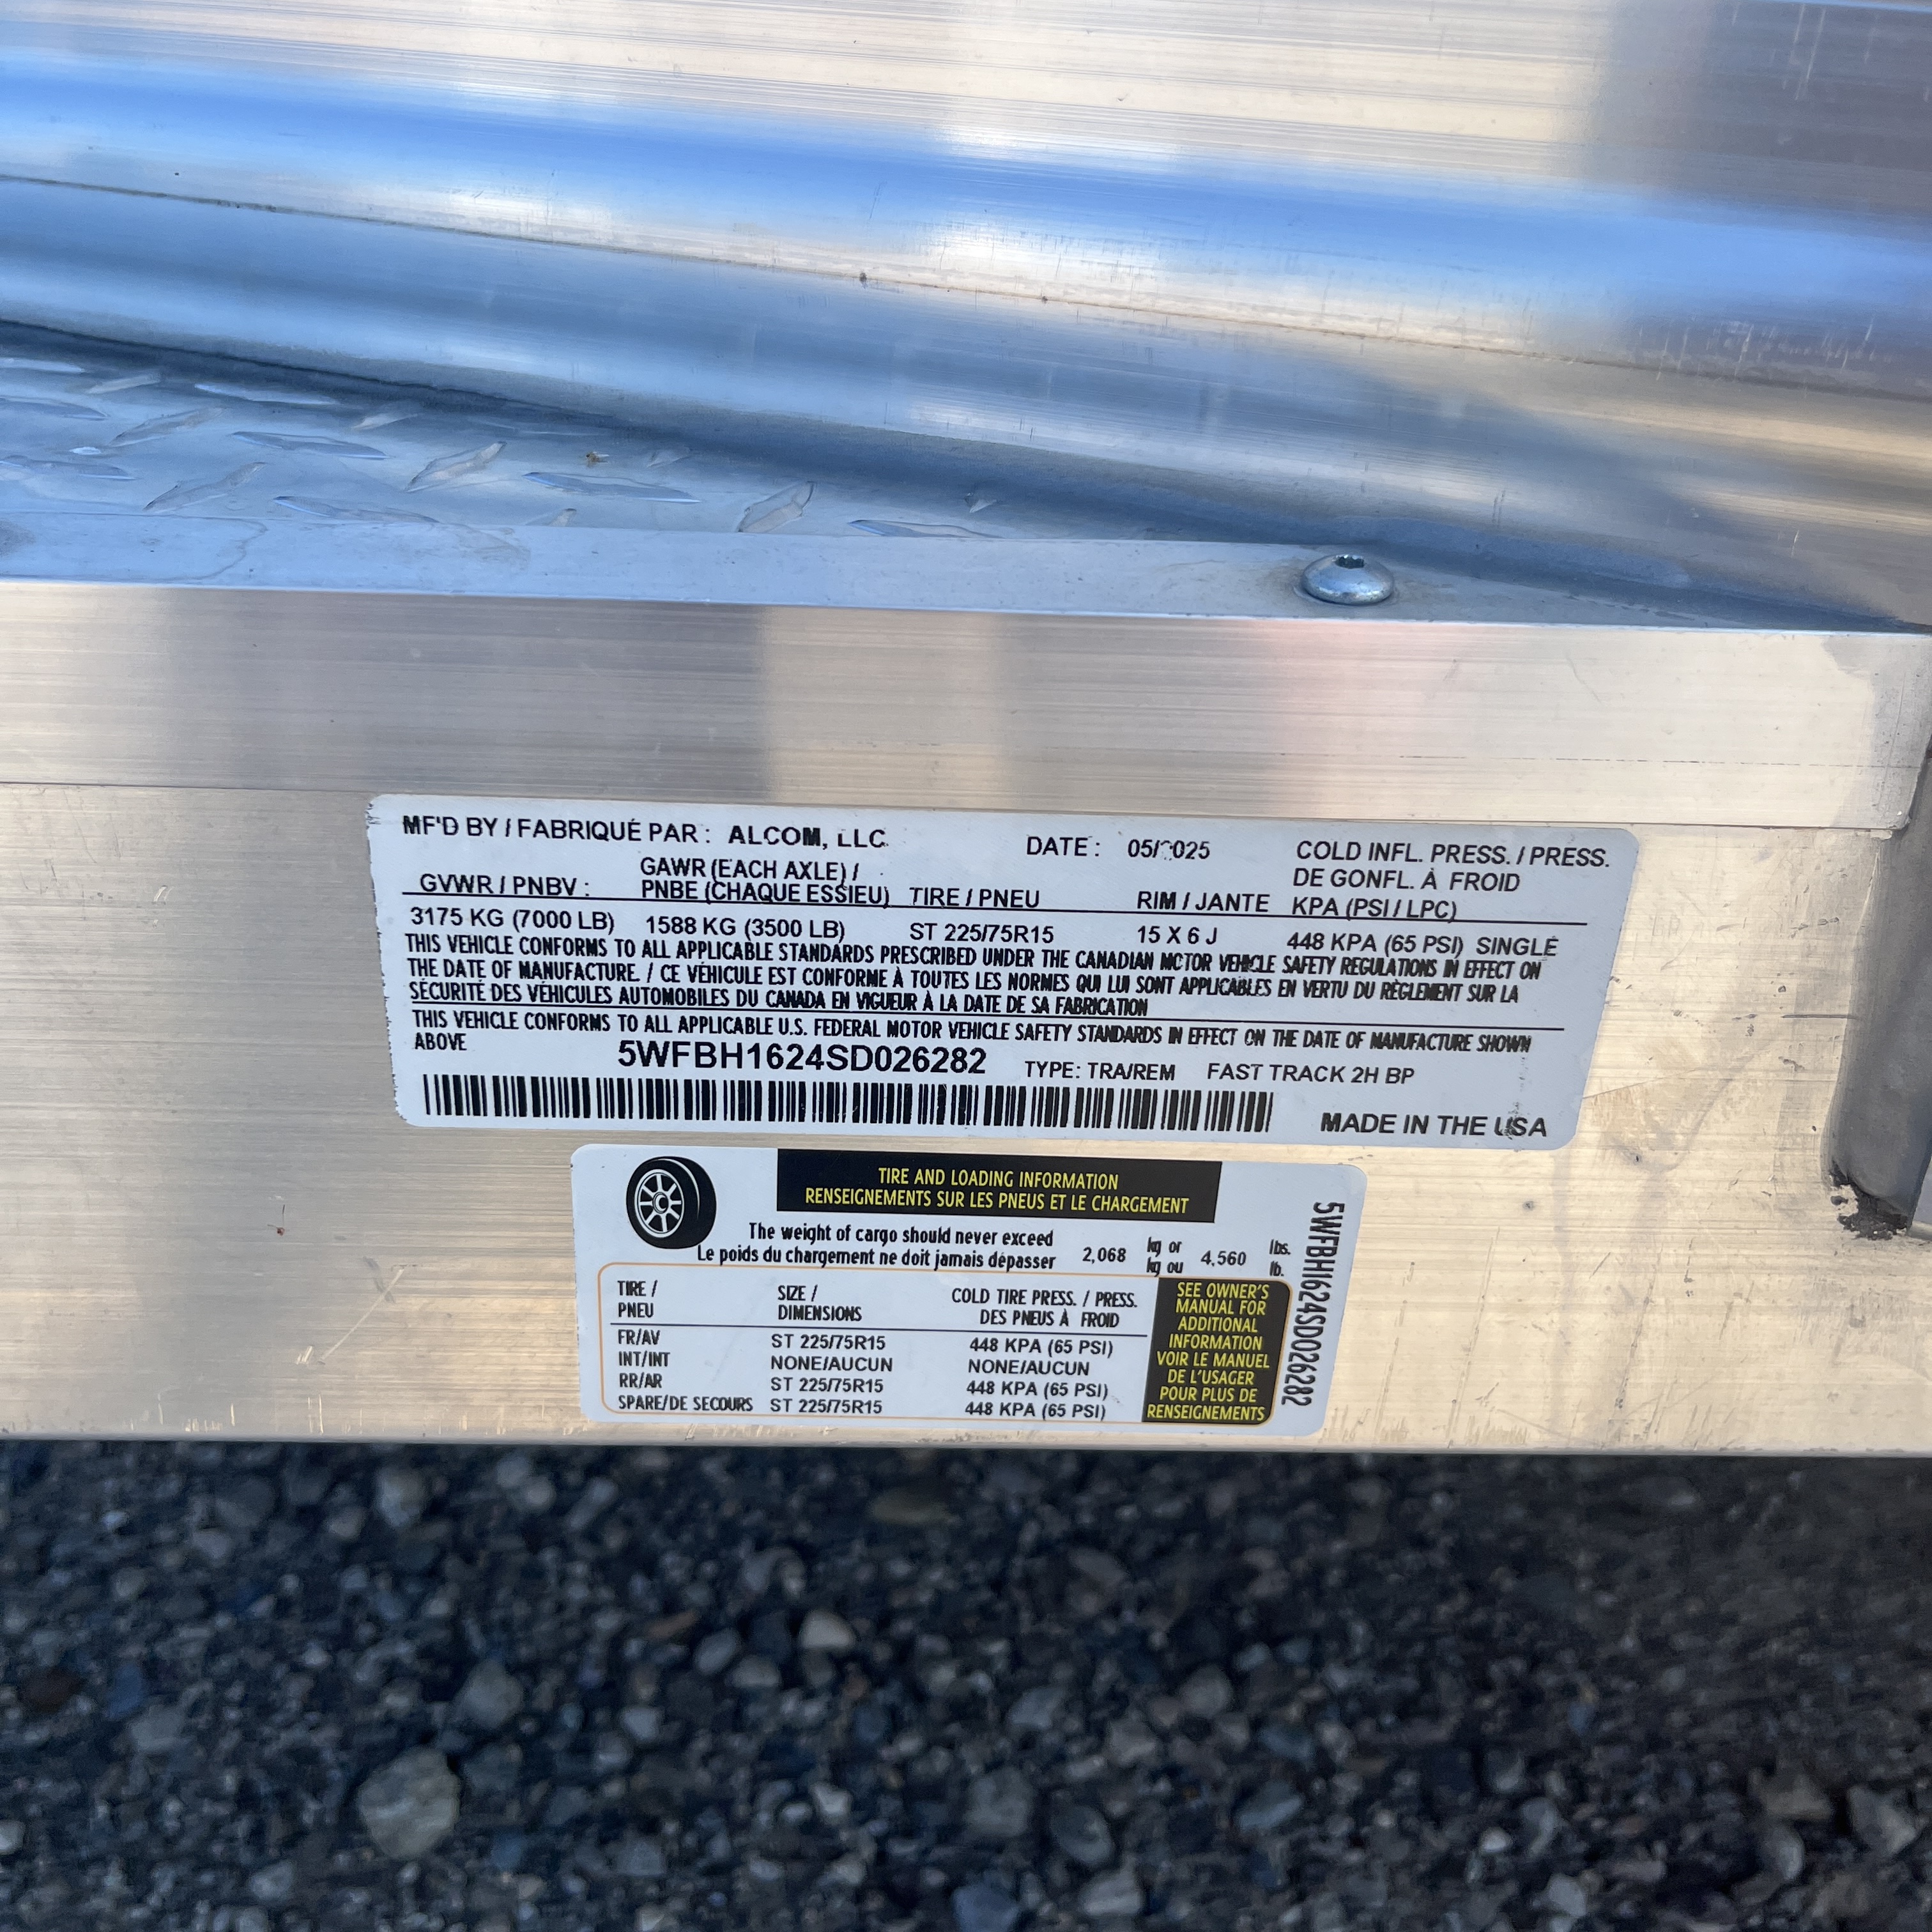 MF'D BY / FABRIQUÉ PAR : ALCOM, LLC
DATE : 05/2025
COLD INFL. PRESS. / PRESS.
DE GONFL. À FROID
KPA (PSI / LPC)
GVWR / PNBV :
GAWR (EACH AXLE) /
PNBE (CHAQUE ESSIEU)
TIRE / PNEU
RIM / JANTE
3175 KG (7000 LB) 1588 KG (3500 LB) ST 225/75R15 15 X 6 J 448 KPA (65 PSI) SINGLE
THIS VEHICLE CONFORMS TO ALL APPLICABLE STANDARDS PRESCRIBED UNDER THE CANADIAN MOTOR VEHICLE SAFETY REGULATIONS IN EFFECT ON
THE DATE OF MANUFACTURE. / CE VÉHICULE EST CONFORME À TOUTES LES NORMES QUI LUI SONT APPLICABLES EN VERTU DU RÈGLEMENT SUR LA
SÉCURITÉ DES VÉHICULES AUTOMOBILES DU CANADA EN VIGUEUR À LA DATE DE SA FABRICATION
THIS VEHICLE CONFORMS TO ALL APPLICABLE U.S. FEDERAL MOTOR VEHICLE SAFETY STANDARDS IN EFFECT ON THE DATE OF MANUFACTURE SHOWN
ABOVE
5WFBH1624SD026282 TYPE: TRA/REM FAST TRACK 2H BP
MADE IN THE USA
TIRE AND LOADING INFORMATION
RENSEIGNEMENTS SUR LES PNEUS ET LE CHARGEMENT
The weight of cargo should never exceed
Le poids du chargement ne doit jamais dépasser
2,068
kg or
kg ou
4,560
lbs.
lb.
TIRE /
PNEU
SIZE /
DIMENSIONS
COLD TIRE PRESS. / PRESS.
DES PNEUS À FROID
FR/AV ST 225/75R15 448 KPA (65 PSI)
INT/INT NONE/AUCUN NONE/AUCUN
RR/AR ST 225/75R15 448 KPA (65 PSI)
SPARE/DE SECOURS ST 225/75R15 448 KPA (65 PSI)
SEE OWNER'S
MANUAL FOR
ADDITIONAL
INFORMATION
VOIR LE MANUEL
DE L'USAGER
POUR PLUS DE
RENSEIGNEMENTS
5WFBH1624SD026282